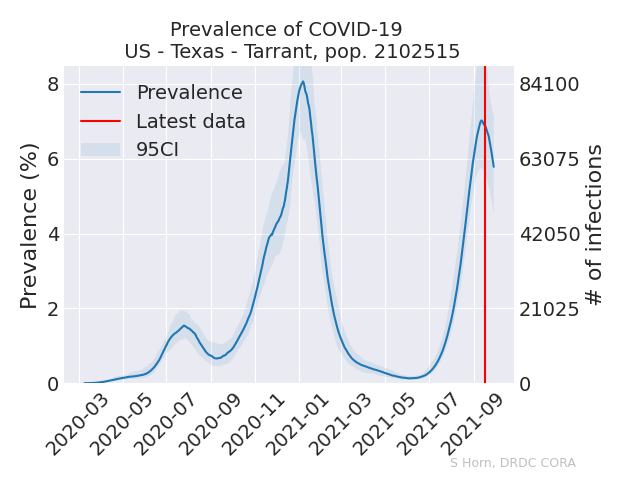 Prevalence of COVID-19
US - Texas - Tarrant, pop. 2102515
Prevalence
Latest data
95CI
Prevalence (%)
8
6
4
2
0
84100
63075
42050
21025
0
# of infections
2020-03
2020-05
2020-07
2020-09
2020-11
2021-01
2021-03
2021-05
2021-07
2021-09
S Horn, DRDC CORA